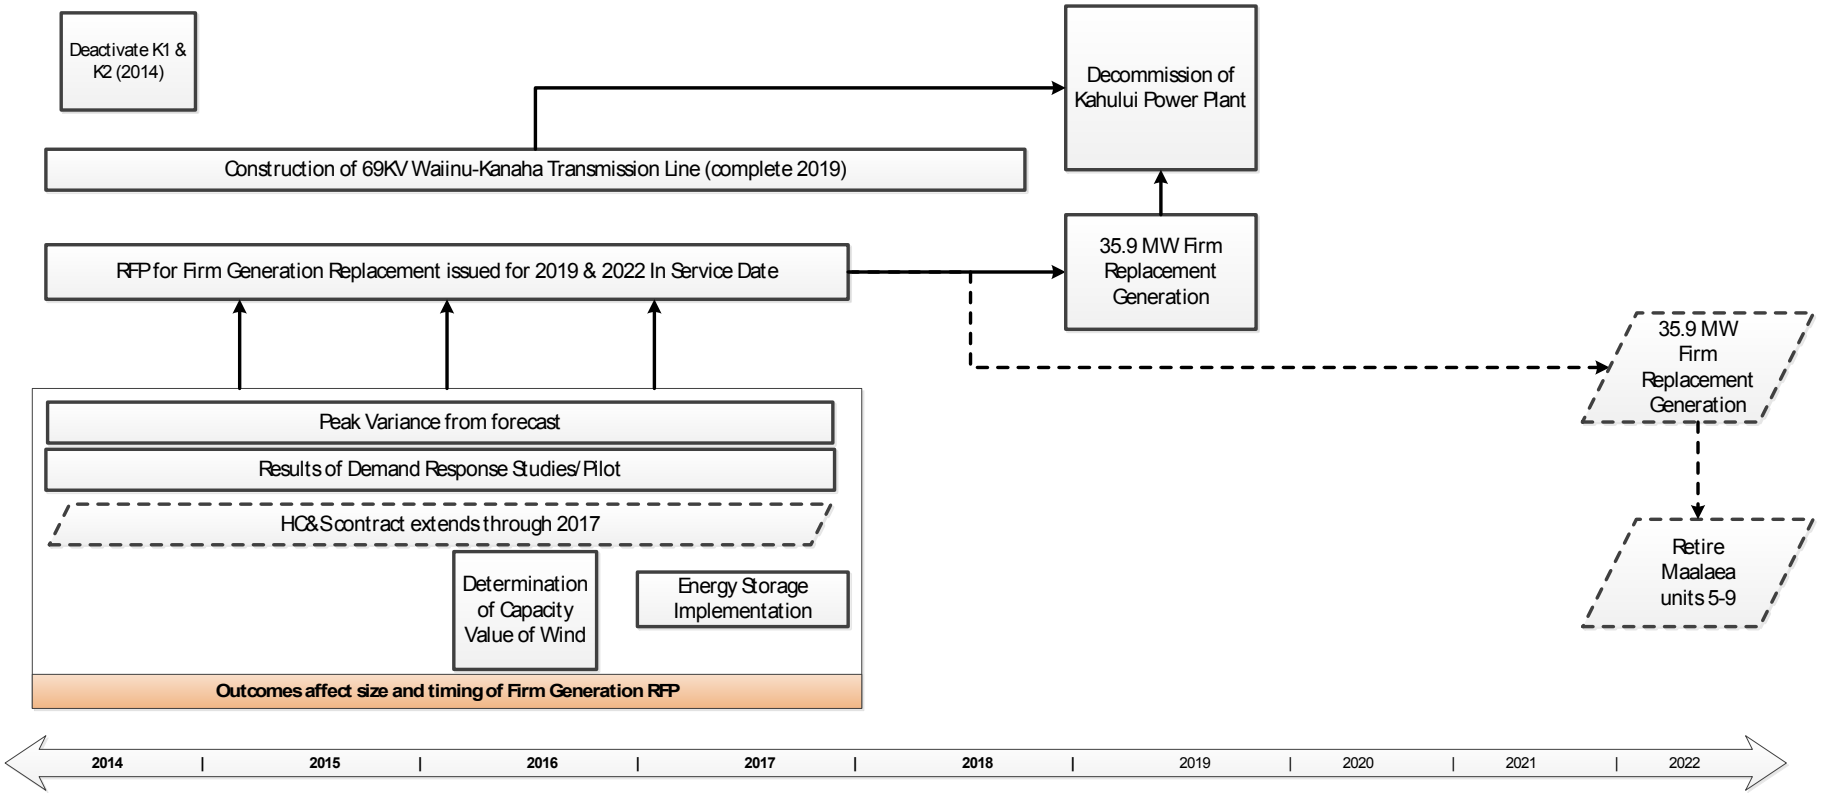 Deactivate K1 &
K2 (2014)
Decommission of
Kahului Power Plant
Construction of 69KV Waiinu-Kanaha Transmission Line (complete 2019)
RFP for Firm Generation Replacement issued for 2019 & 2022 In Service Date
35.9 MW Firm
Replacement
Generation
35.9 MW
Firm
Replacement
Generation
Peak Variance from forecast
Results of Demand Response Studies/Pilot
HC&S contract extends through 2017
Determination
of Capacity
Value of Wind
Energy Storage
Implementation
Retire
Maalaea
units 5-9
Outcomes affect size and timing of Firm Generation RFP
2014 | 2015 | 2016 | 2017 | 2018 | 2019 | 2020 | 2021 | 2022